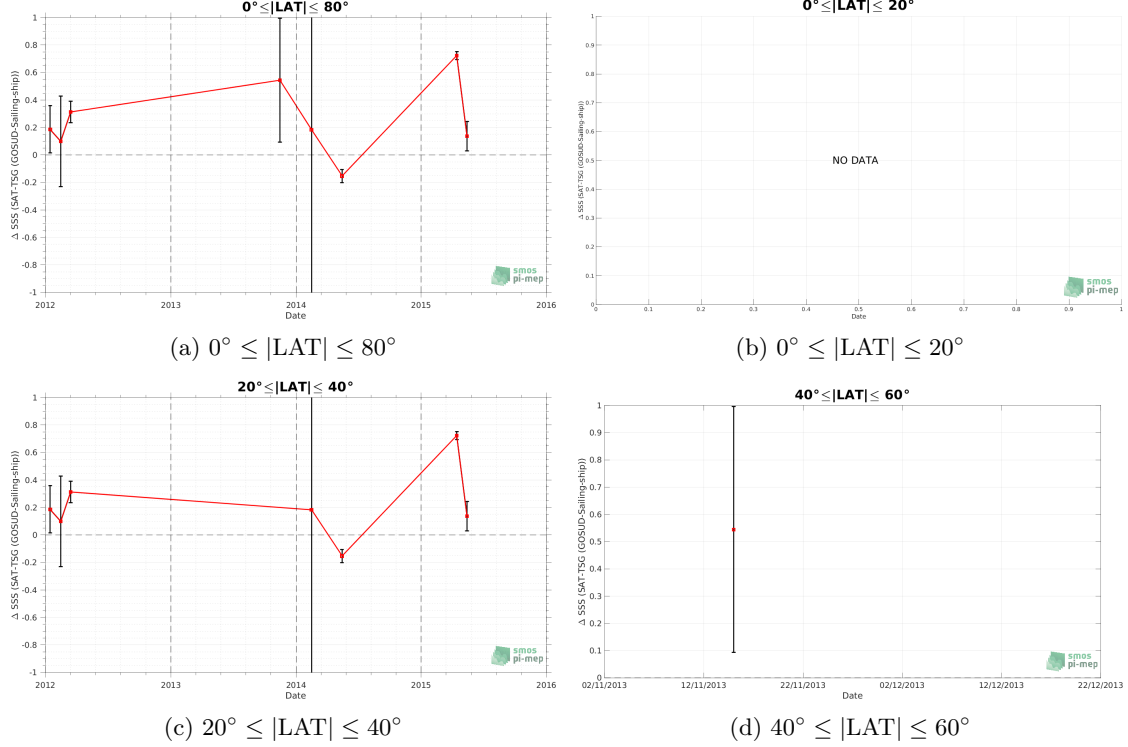 0°≤|LAT|≤ 80°
Δ SSS (SAT-TSG (GOSUD-Sailing-ship))
1
0.8
0.6
0.4
0.2
0
-0.2
-0.4
-0.6
-0.8
-1
2012 2013 2014 2015 2016
Date
smos
pi-mep
(a) 0° ≤ |LAT| ≤ 80°
0°≤|LAT|≤ 20°
Δ SSS (SAT-TSG (GOSUD-Sailing-ship))
1
0.9
0.8
0.7
0.6
0.5
0.4
0.3
0.2
0.1
0
NO DATA
0 0.1 0.2 0.3 0.4 0.5 0.6 0.7 0.8 0.9 1
Date
smos
pi-mep
(b) 0° ≤ |LAT| ≤ 20°
20°≤|LAT|≤ 40°
Δ SSS (SAT-TSG (GOSUD-Sailing-ship))
1
0.8
0.6
0.4
0.2
0
-0.2
-0.4
-0.6
-0.8
-1
2012 2013 2014 2015 2016
Date
smos
pi-mep
(c) 20° ≤ |LAT| ≤ 40°
40°≤|LAT|≤ 60°
Δ SSS (SAT-TSG (GOSUD-Sailing-ship))
1
0.9
0.8
0.7
0.6
0.5
0.4
0.3
0.2
0.1
0
02/11/2013 12/11/2013 22/11/2013 02/12/2013 12/12/2013 22/12/2013
Date
smos
pi-mep
(d) 40° ≤ |LAT| ≤ 60°